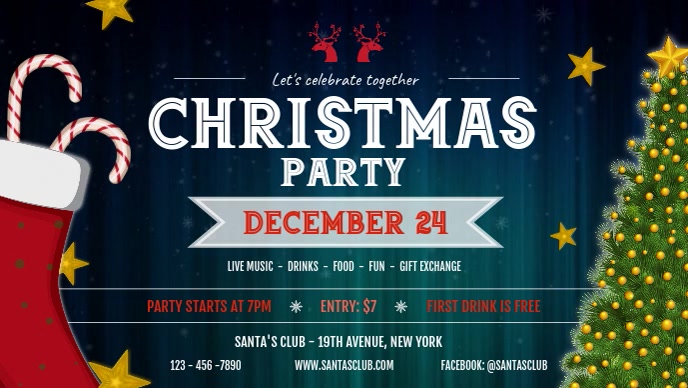 Let's celebrate together
CHRISTMAS
PARTY
DECEMBER 24
LIVE MUSIC - DRINKS - FOOD - FUN - GIFT EXCHANGE
PARTY STARTS AT 7PM ENTRY: $7 FIRST DRINK IS FREE
SANTA'S CLUB - 19TH AVENUE, NEW YORK
123 - 456 -7890 WWW.SANTASCLUB.COM FACEBOOK: @SANTASCLUB